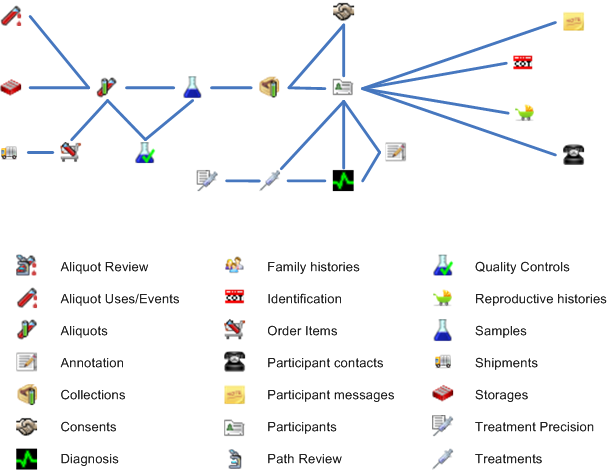 Aliquot Review
Family histories
Quality Controls
Aliquot Uses/Events
Identification
Reproductive histories
Aliquots
Order Items
Samples
Annotation
Participant contacts
Shipments
Collections
Participant messages
Storages
Consents
Participants
Treatment Precision
Diagnosis
Path Review
Treatments